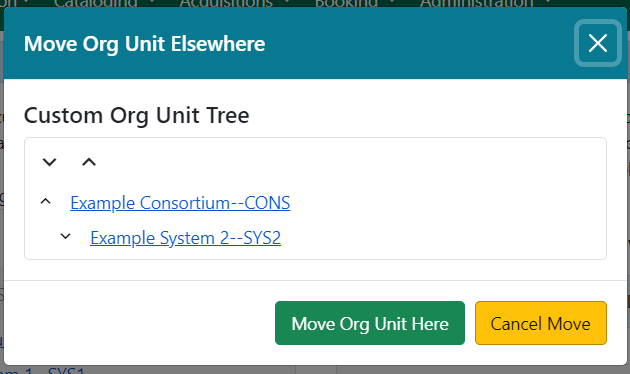 Cataloging Acquisitions Booking Administration
Move Org Unit Elsewhere
Custom Org Unit Tree
Example Consortium--CONS
Example System 2--SYS2
Move Org Unit Here
Cancel Move